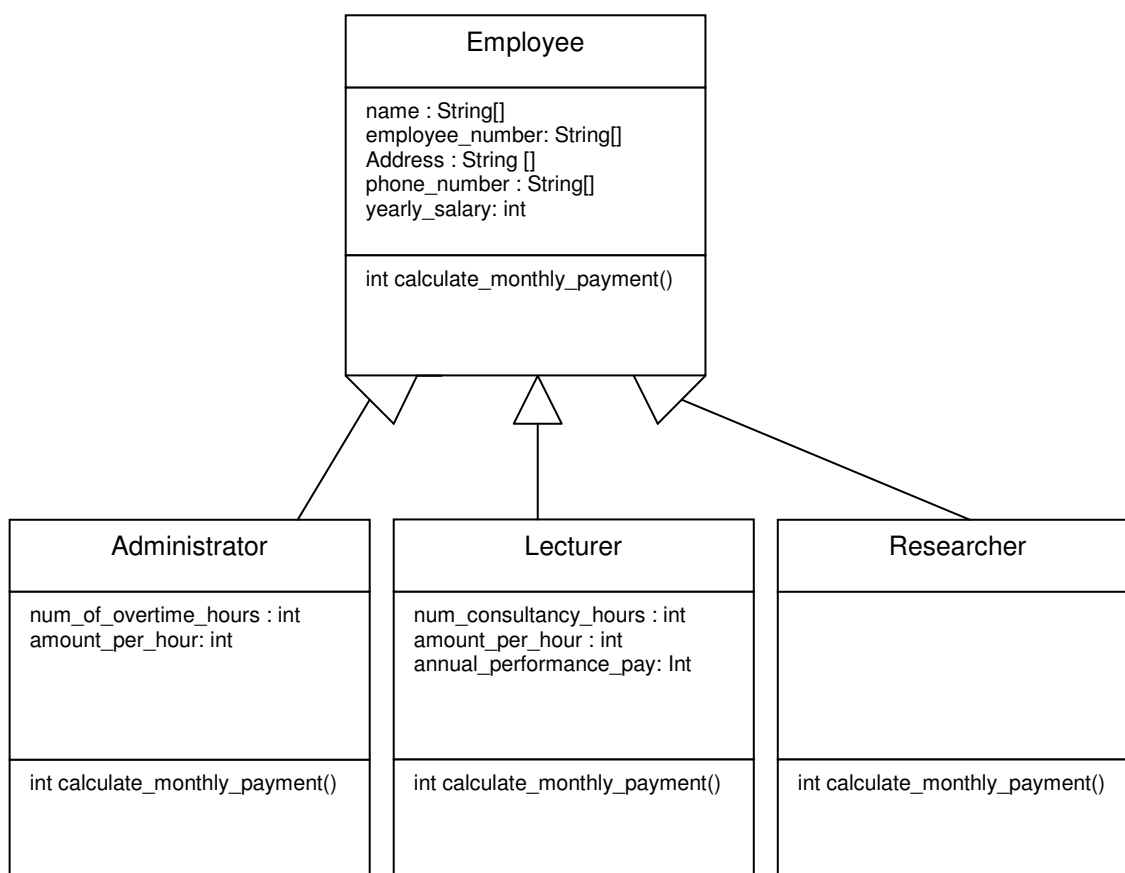 Employee
name : String[]
employee_number: String[]
Address : String []
phone_number : String[]
yearly_salary: int
int calculate_monthly_payment()
Administrator
num_of_overtime_hours : int
amount_per_hour: int
int calculate_monthly_payment()
Lecturer
num_consultancy_hours : int
amount_per_hour : int
annual_performance_pay: Int
int calculate_monthly_payment()
Researcher
int calculate_monthly_payment()